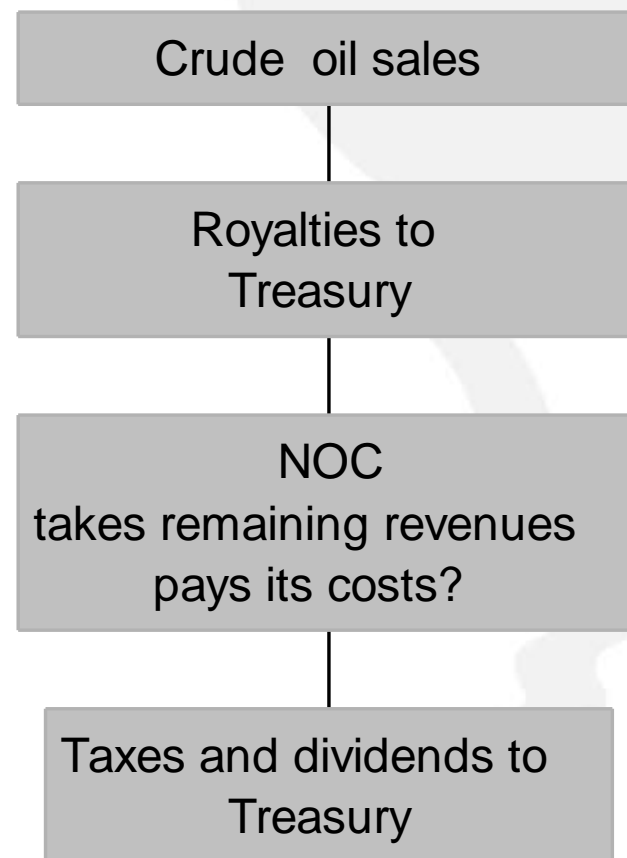 Crude oil sales
Royalties to
Treasury
NOC
takes remaining revenues
pays its costs?
Taxes and dividends to
Treasury